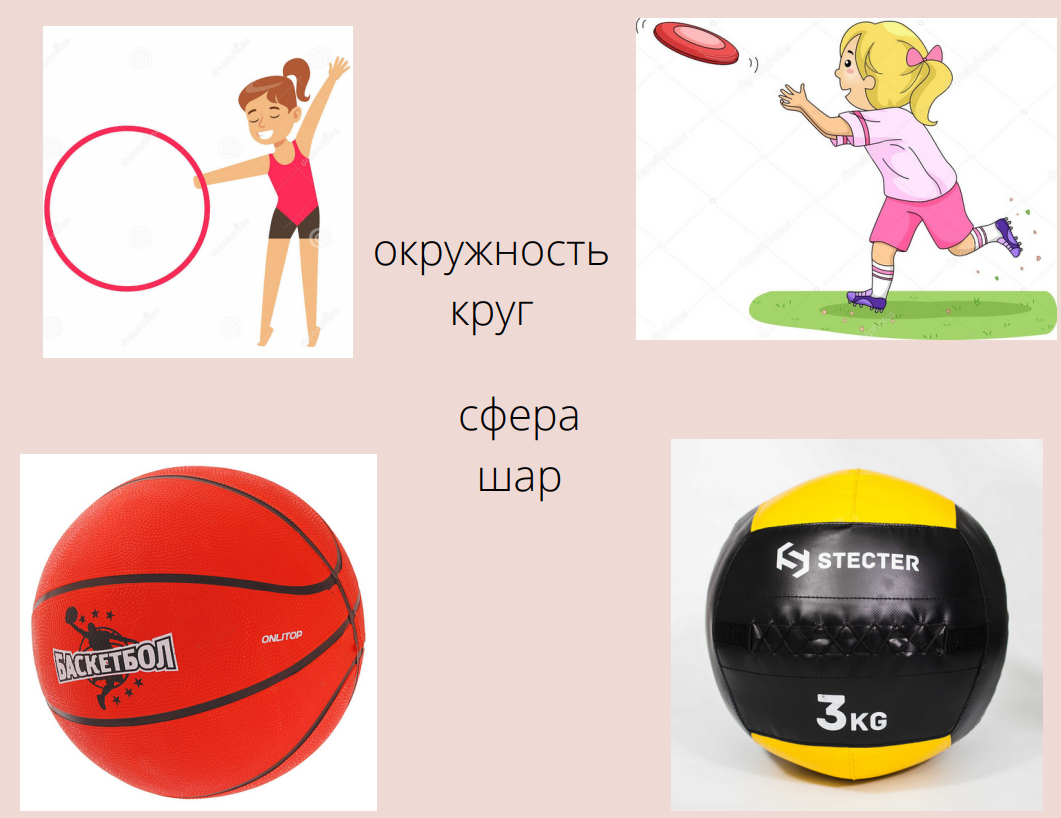 окружность
круг
сфера
шар
БАСКЕТБОЛ
ONLITOP
STECTER
3KG